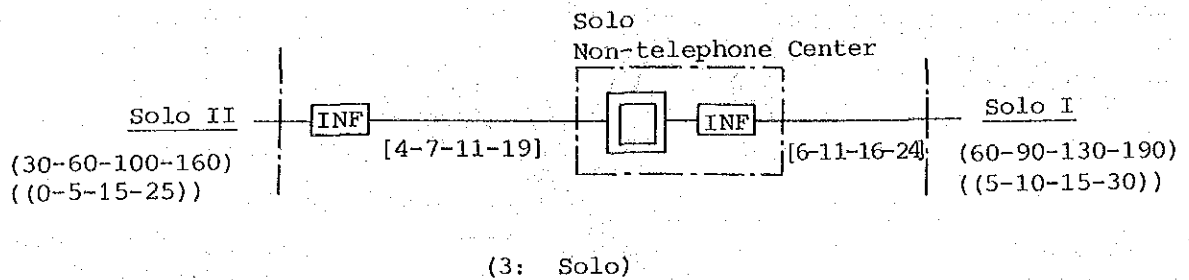 Solo
Non-telephone Center
Solo II
INF
INF
Solo I
[4-7-11-19]
[6-11-16-24]
(30-60-100-160)
((0-5-15-25))
(60-90-130-190)
((5-10-15-30))
(3: Solo)